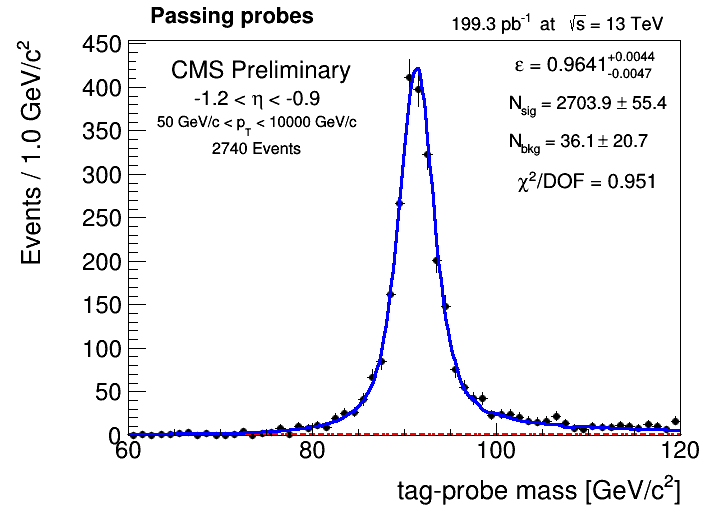 Passing probes
199.3 pb⁻¹ at √s = 13 TeV
CMS Preliminary
-1.2 < η < -0.9
50 GeV/c < p_T < 10000 GeV/c
2740 Events
ε = 0.9641 +0.0044 -0.0047
N_sig = 2703.9 ± 55.4
N_bkg = 36.1 ± 20.7
χ²/DOF = 0.951
Events / 1.0 GeV/c²
450
400
350
300
250
200
150
100
50
0
60 80 100 120
tag-probe mass [GeV/c²]